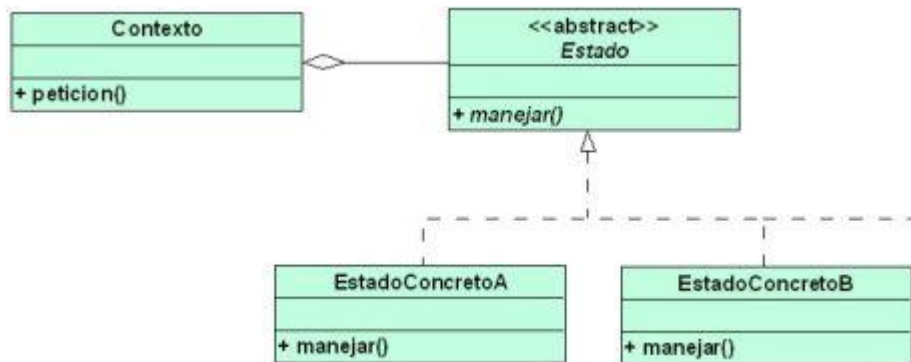 Contexto
+ peticion()
<<abstract>>
Estado
+ manejar()
EstadoConcretoA
+ manejar()
EstadoConcretoB
+ manejar()